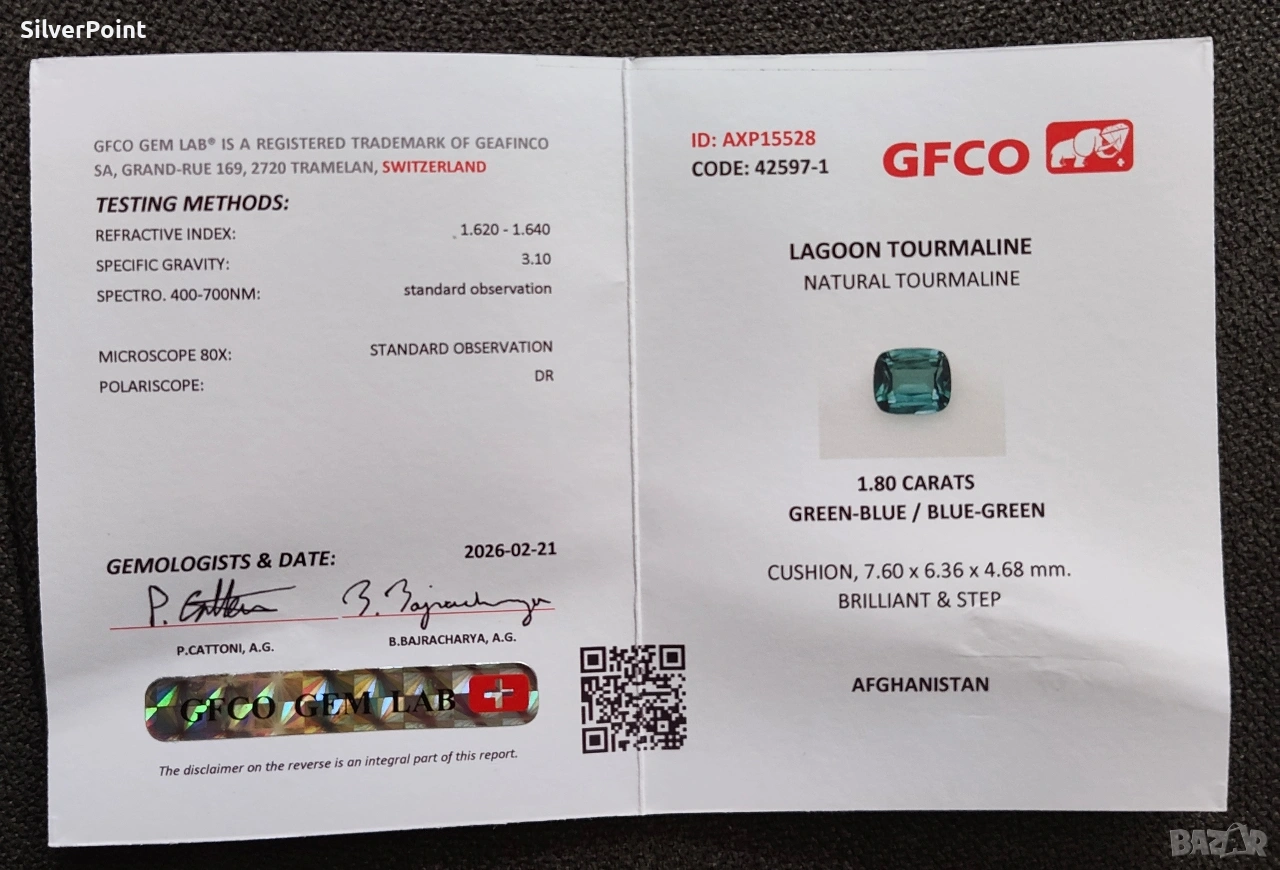 SilverPoint
GFCO GEM LAB® IS A REGISTERED TRADEMARK OF GEAFINCO
SA, GRAND-RUE 169, 2720 TRAMELAN, SWITZERLAND
TESTING METHODS:
REFRACTIVE INDEX: 1.620 - 1.640
SPECIFIC GRAVITY: 3.10
SPECTRO. 400-700NM: standard observation
MICROSCOPE 80X: STANDARD OBSERVATION
POLARISCOPE: DR
GEMOLOGISTS & DATE: 2026-02-21
P. Cattoni B. Bajracharya
P.CATTONI, A.G. B.BAJRACHARYA, A.G.
GFCO GEM LAB
The disclaimer on the reverse is an integral part of this report.
ID: AXP15528
CODE: 42597-1
GFCO
LAGOON TOURMALINE
NATURAL TOURMALINE
1.80 CARATS
GREEN-BLUE / BLUE-GREEN
CUSHION, 7.60 x 6.36 x 4.68 mm.
BRILLIANT & STEP
AFGHANISTAN
BAZAR